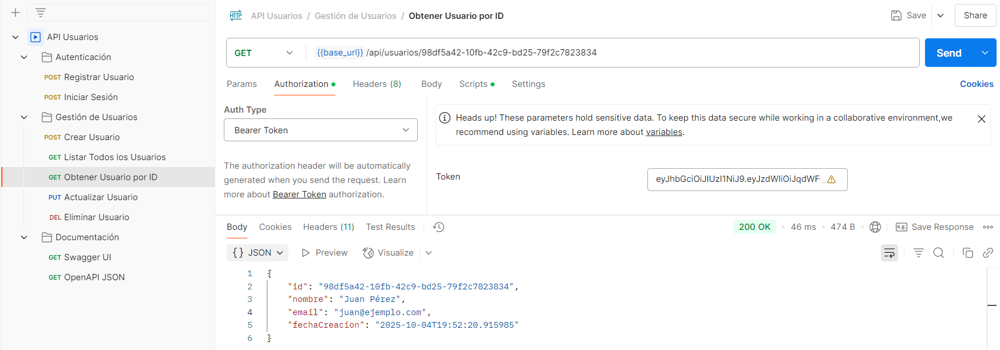 API Usuarios
Autenticación
POST Registrar Usuario
POST Iniciar Sesión
Gestión de Usuarios
POST Crear Usuario
GET Listar Todos los Usuarios
GET Obtener Usuario por ID
PUT Actualizar Usuario
DEL Eliminar Usuario
Documentación
GET Swagger UI
GET OpenAPI JSON
HTTP API Usuarios / Gestión de Usuarios / Obtener Usuario por ID
Save
Share
GET {{base_url}} /api/usuarios/98df5a42-10fb-42c9-bd25-79f2c7823834
Send
Params Authorization Headers (8) Body Scripts Settings
Cookies
Auth Type
Bearer Token
The authorization header will be automatically
generated when you send the request. Learn
more about Bearer Token authorization.
Heads up! These parameters hold sensitive data. To keep this data secure while working in a collaborative environment,we
recommend using variables. Learn more about variables.
Token
eyJhbGciOiJIUzI1NiJ9.eyJzdWIiOiJqdWF...
Body Cookies Headers (11) Test Results
200 OK • 46 ms • 474 B • e.g. Save Response
{} JSON Preview Visualize
1 {
2 "id": "98df5a42-10fb-42c9-bd25-79f2c7823834",
3 "nombre": "Juan Pérez",
4 "email": "juan@ejemplo.com",
5 "fechaCreacion": "2025-10-04T19:52:20.915985"
6 }